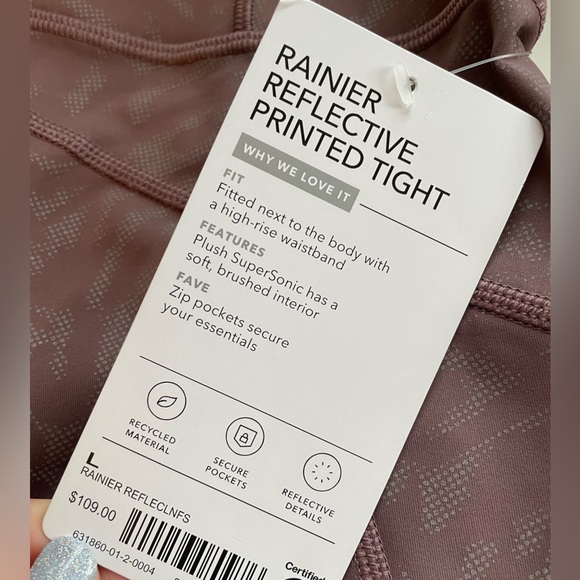 RAINIER
REFLECTIVE
PRINTED TIGHT
WHY WE LOVE IT
FIT
Fitted next to the body with
a high-rise waistband
FEATURES
Plush SuperSonic has a
soft, brushed interior
FAVE
Zip pockets secure
your essentials
RECYCLED
MATERIAL
SECURE
POCKETS
REFLECTIVE
DETAILS
L
RAINIER REFLECLNFS
$109.00
631860-01-2-0004
Certified